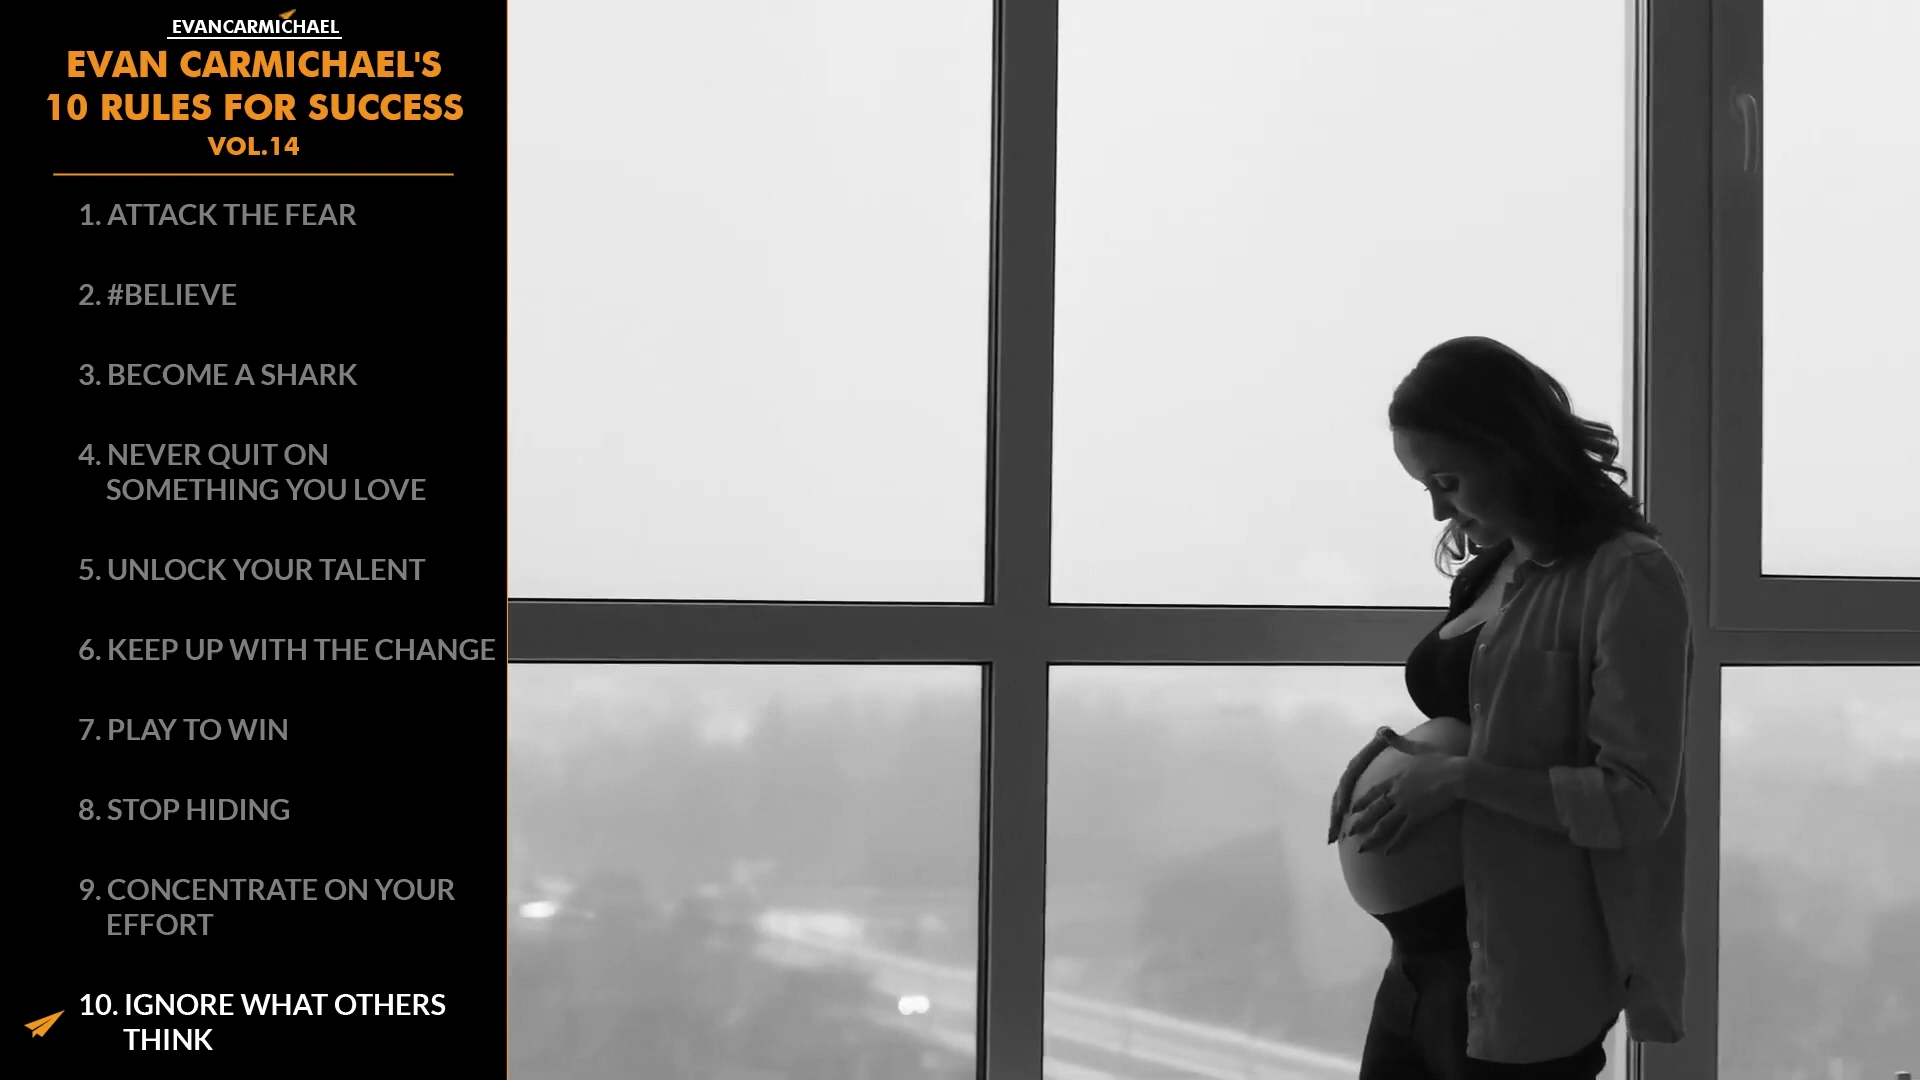 EVANCARMICHAEL
EVAN CARMICHAEL'S
10 RULES FOR SUCCESS
VOL.14
1. ATTACK THE FEAR
2. #BELIEVE
3. BECOME A SHARK
4. NEVER QUIT ON
SOMETHING YOU LOVE
5. UNLOCK YOUR TALENT
6. KEEP UP WITH THE CHANGE
7. PLAY TO WIN
8. STOP HIDING
9. CONCENTRATE ON YOUR
EFFORT
10. IGNORE WHAT OTHERS
THINK